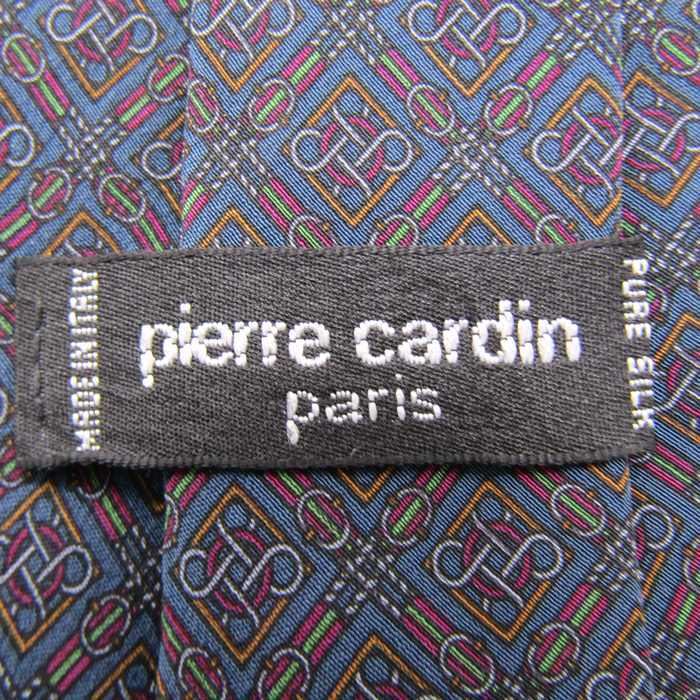 MADE IN ITALY
pierre cardin
paris
PURE SILK